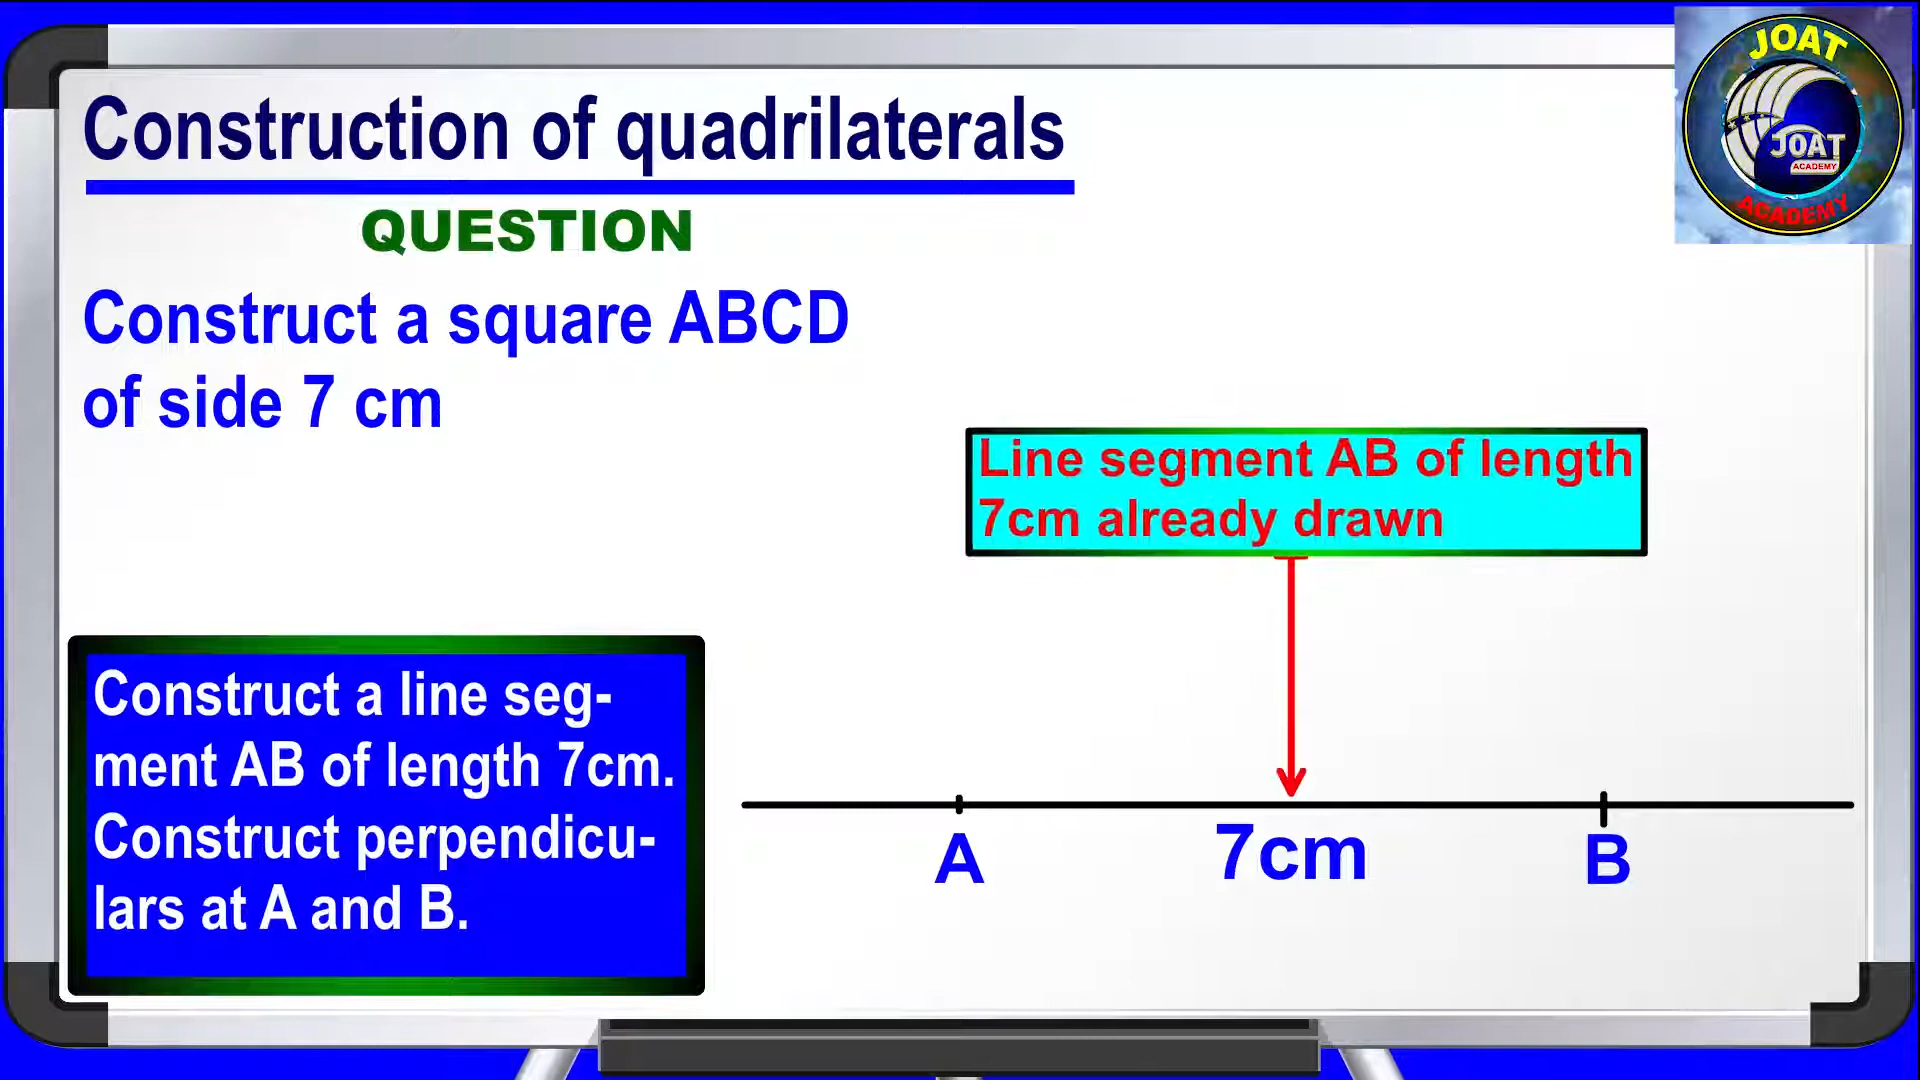 JOAT
JOAT
ACADEMY
ACADEMY
Construction of quadrilaterals
QUESTION
Construct a square ABCD
of side 7 cm
Line segment AB of length
7cm already drawn
Construct a line seg-
ment AB of length 7cm.
Construct perpendicu-
lars at A and B.
A 7cm B